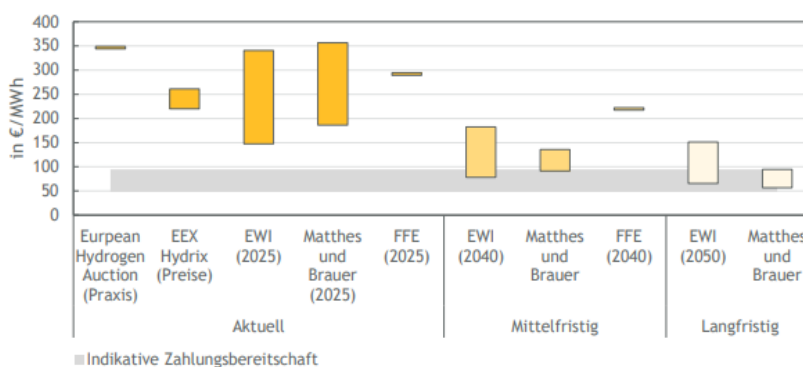 in €/MWh
400
350
300
250
200
150
100
50
0
Eurpean
Hydrogen
Auction
(Praxis)
EEX
Hydrix
(Preise)
EWI
(2025)
Matthes
und
Brauer
(2025)
FFE
(2025)
EWI
(2040)
Matthes
und
Brauer
FFE
(2040)
EWI
(2050)
Matthes
und
Brauer
Aktuell
Mittelfristig
Langfristig
Indikative Zahlungsbereitschaft